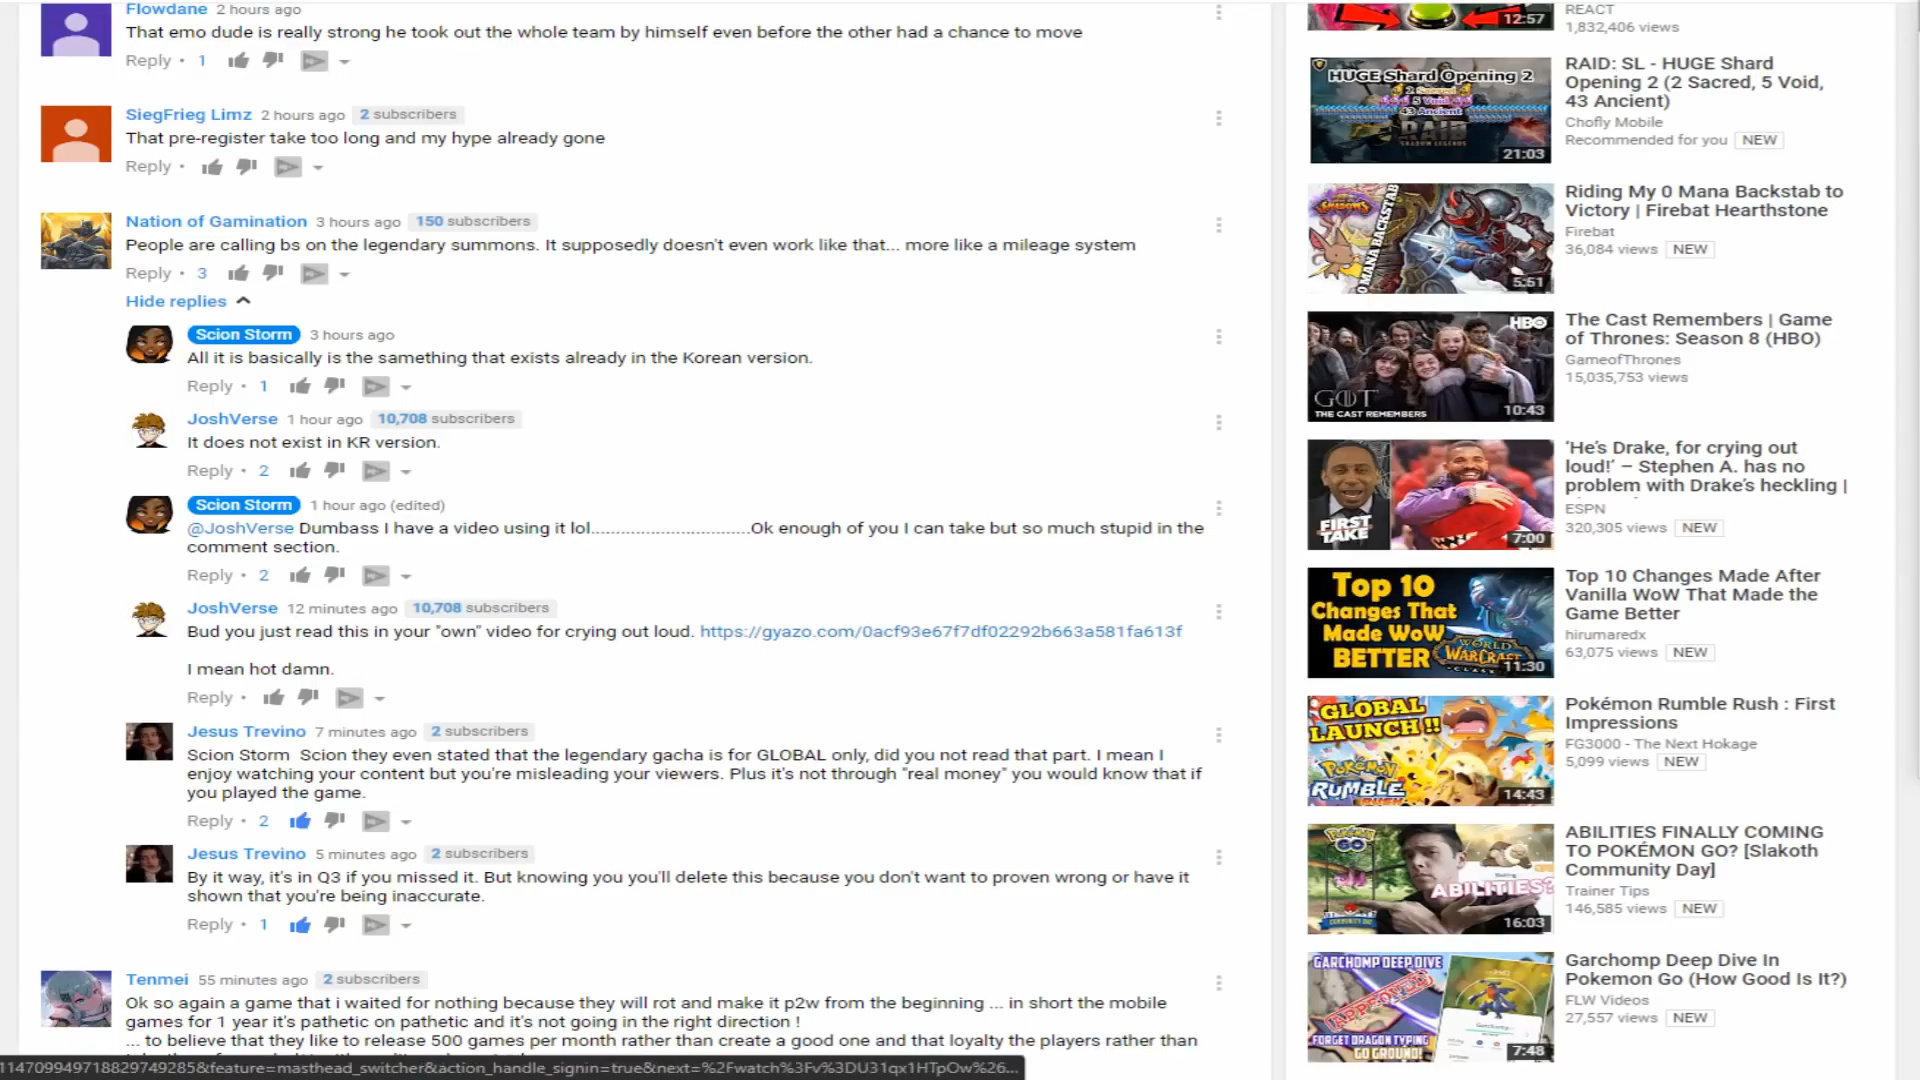 Flowdane 2 hours ago
That emo dude is really strong he took out the whole team by himself even before the other had a chance to move
Reply • 1
SiegFrieg Limz 2 hours ago 2 subscribers
That pre-register take too long and my hype already gone
Reply •
Nation of Gamination 3 hours ago 150 subscribers
People are calling bs on the legendary summons. It supposedly doesn't even work like that... more like a mileage system
Reply • 3
Hide replies
Scion Storm 3 hours ago
All it is basically is the samething that exists already in the Korean version.
Reply • 1
JoshVerse 1 hour ago 10,708 subscribers
It does not exist in KR version.
Reply • 2
Scion Storm 1 hour ago (edited)
@JoshVerse Dumbass I have a video using it lol................................Ok enough of you I can take but so much stupid in the
comment section.
Reply • 2
JoshVerse 12 minutes ago 10,708 subscribers
Bud you just read this in your "own" video for crying out loud. https://gyazo.com/0acf93e67f7df02292b663a581fa613f
I mean hot damn.
Reply •
Jesus Trevino 7 minutes ago 2 subscribers
Scion Storm Scion they even stated that the legendary gacha is for GLOBAL only, did you not read that part. I mean I
enjoy watching your content but you're misleading your viewers. Plus it's not through "real money" you would know that if
you played the game.
Reply • 2
Jesus Trevino 5 minutes ago 2 subscribers
By it way, it's in Q3 if you missed it. But knowing you you'll delete this because you don't want to proven wrong or have it
shown that you're being inaccurate.
Reply • 1
Tenmei 55 minutes ago 2 subscribers
Ok so again a game that i waited for nothing because they will rot and make it p2w from the beginning ... in short the mobile
games for 1 year it's pathetic on pathetic and it's not going in the right direction !
... to believe that they like to release 500 games per month rather than create a good one and that loyalty the players rather than
1147099497188297492​85&feature=masthead_switcher&action_handle_signin=true&next=%2Fwatch%3Fv%3DU31qx1HTpOw%26...
12:57
REACT
1,832,406 views
HUGE Shard Opening 2
2 Sacred
5 Void
43 Ancient
RAID
SHADOW LEGENDS
21:03
RAID: SL - HUGE Shard
Opening 2 (2 Sacred, 5 Void,
43 Ancient)
Chofly Mobile
Recommended for you NEW
SHADOWS
0 MANA BACKSTAB
5:51
Riding My 0 Mana Backstab to
Victory | Firebat Hearthstone
Firebat
36,084 views NEW
HBO
GOT
THE CAST REMEMBERS
10:43
The Cast Remembers | Game
of Thrones: Season 8 (HBO)
GameofThrones
15,035,753 views
FIRST
TAKE
7:00
'He's Drake, for crying out
loud!' – Stephen A. has no
problem with Drake's heckling |
ESPN
320,305 views NEW
Top 10
Changes That
Made WoW
BETTER
WORLD
WARCRAFT
CLASSIC
11:30
Top 10 Changes Made After
Vanilla WoW That Made the
Game Better
hirumaredx
63,075 views NEW
GLOBAL
LAUNCH !!
POKÉMON
RUMBLE
RUSH
14:43
Pokémon Rumble Rush : First
Impressions
FG3000 - The Next Hokage
5,099 views NEW
Pokémon
GO
ABILITIES?
COMMUNITY DAY
16:03
ABILITIES FINALLY COMING
TO POKÉMON GO? [Slakoth
Community Day]
Trainer Tips
146,585 views NEW
GARCHOMP DEEP DIVE
APPROVED
FORGET DRAGON TYPING
GO GROUND!
Garchomp
7:48
Garchomp Deep Dive In
Pokemon Go (How Good Is It?)
FLW Videos
27,557 views NEW